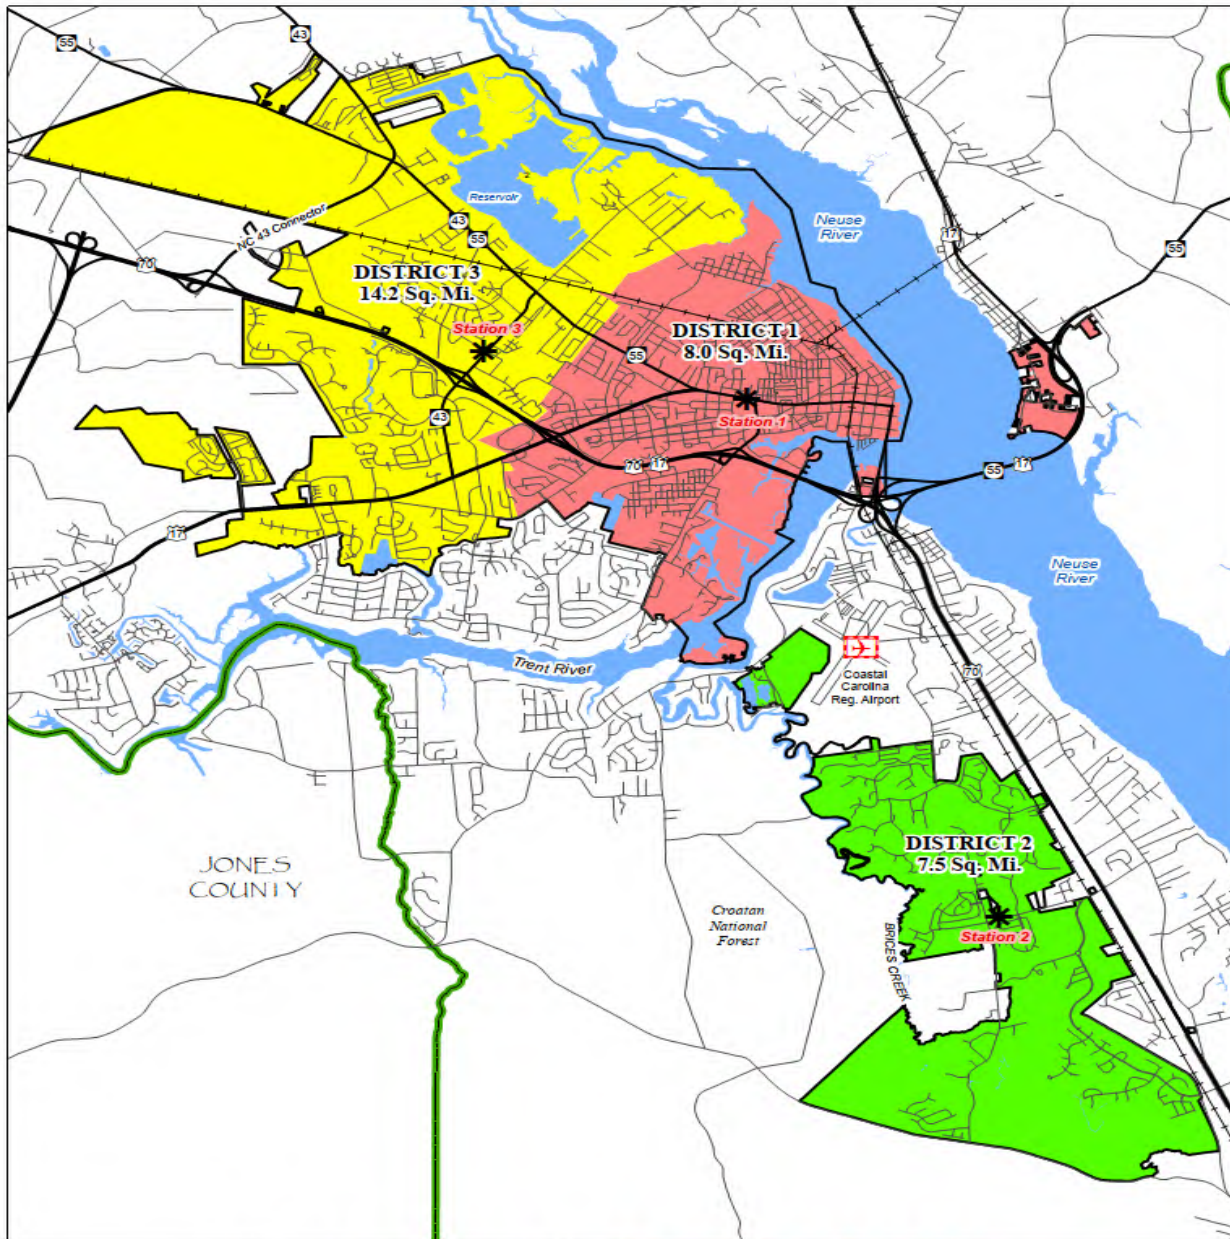 55
43
43
55
Reservoir
2
Neuse
River
17
55
NC 43 Connector
70
DISTRICT 3
14.2 Sq. Mi.
Station 3
DISTRICT 1
8.0 Sq. Mi.
55
Station 1
43
70
17
55
17
17
Neuse
River
Trent River
Coastal
Carolina
Reg. Airport
70
JONES
COUNTY
DISTRICT 2
7.5 Sq. Mi.
Croatan
National
Forest
BRICES CREEK
Station 2